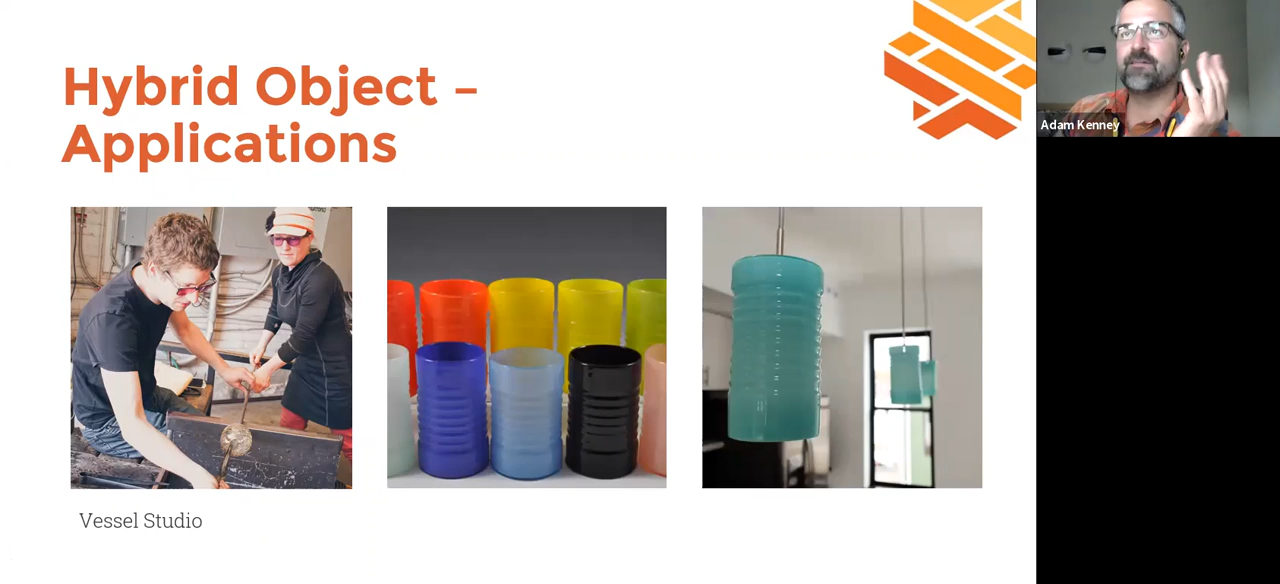 Hybrid Object –
Applications
Adam Kenney
Vessel Studio